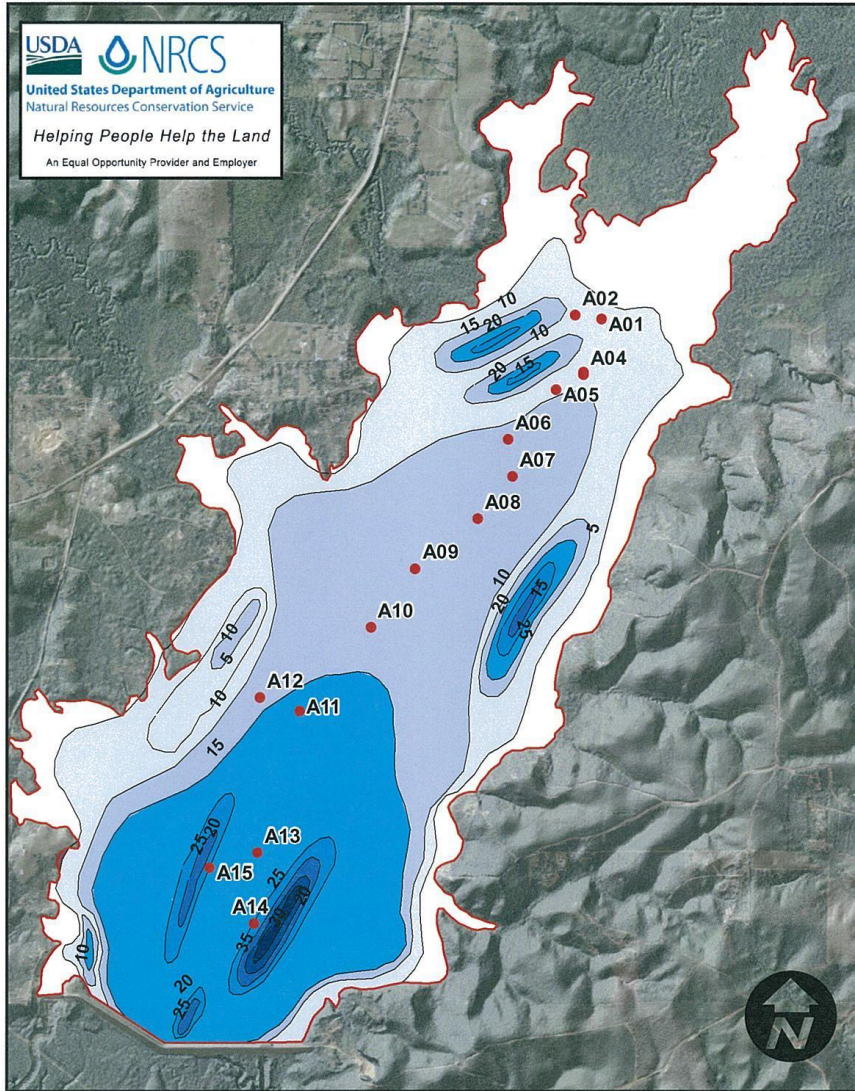 USDA NRCS
United States Department of Agriculture
Natural Resources Conservation Service
Helping People Help the Land
An Equal Opportunity Provider and Employer
10
15
20
A02
A01
10
20
15
A04
A05
A06
A07
A08
5
A09
10
15
20
25
A10
10
5
A12
10
A11
15
20
25
A13
A15
25
20
A14
30
35
10
20
25
N